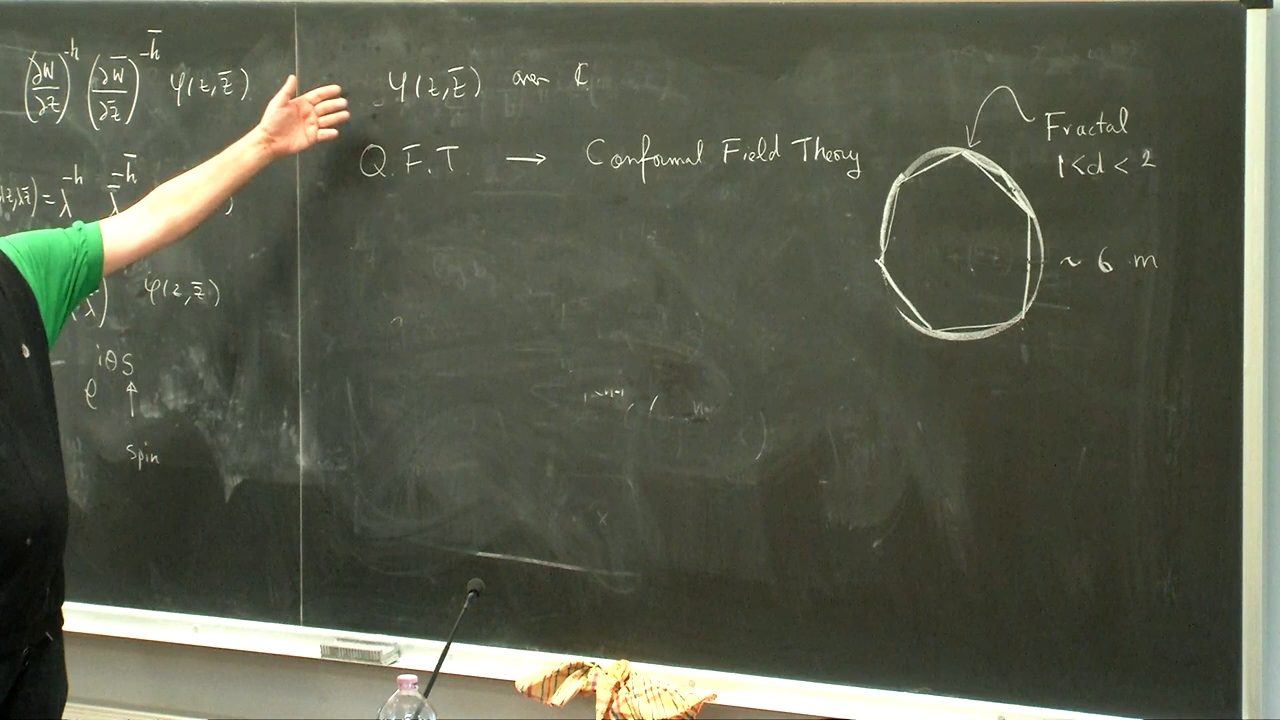 (∂W/∂z)^-h (∂W̄/∂z̄)^-h̄ φ(z,z̄)
z,λ̄z̄) = λ^-h λ̄^-h̄
φ(z,z̄)
e^iθS
↑
spin
φ(z,z̄) over ℂ
Q.F.T. → Conformal Field Theory
Fractal
1<d<2
~ 6 m